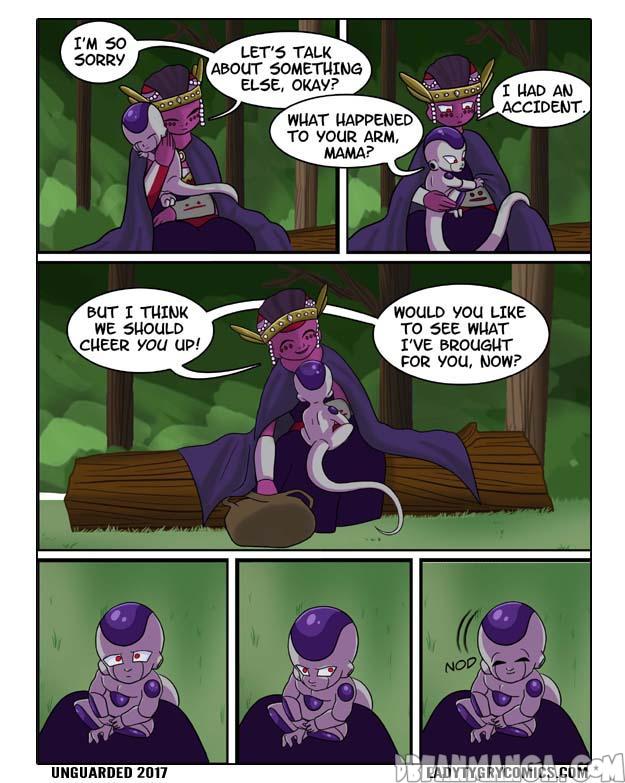 I'M SO
SORRY
LET'S TALK
ABOUT SOMETHING
ELSE, OKAY?
WHAT HAPPENED
TO YOUR ARM,
MAMA?
I HAD AN
ACCIDENT.
BUT I THINK
WE SHOULD
CHEER YOU UP!
WOULD YOU LIKE
TO SEE WHAT
I'VE BROUGHT
FOR YOU, NOW?
NOD
UNGUARDED 2017
LADYTYGRYCOMICS.COM
DBFANMANGA.COM